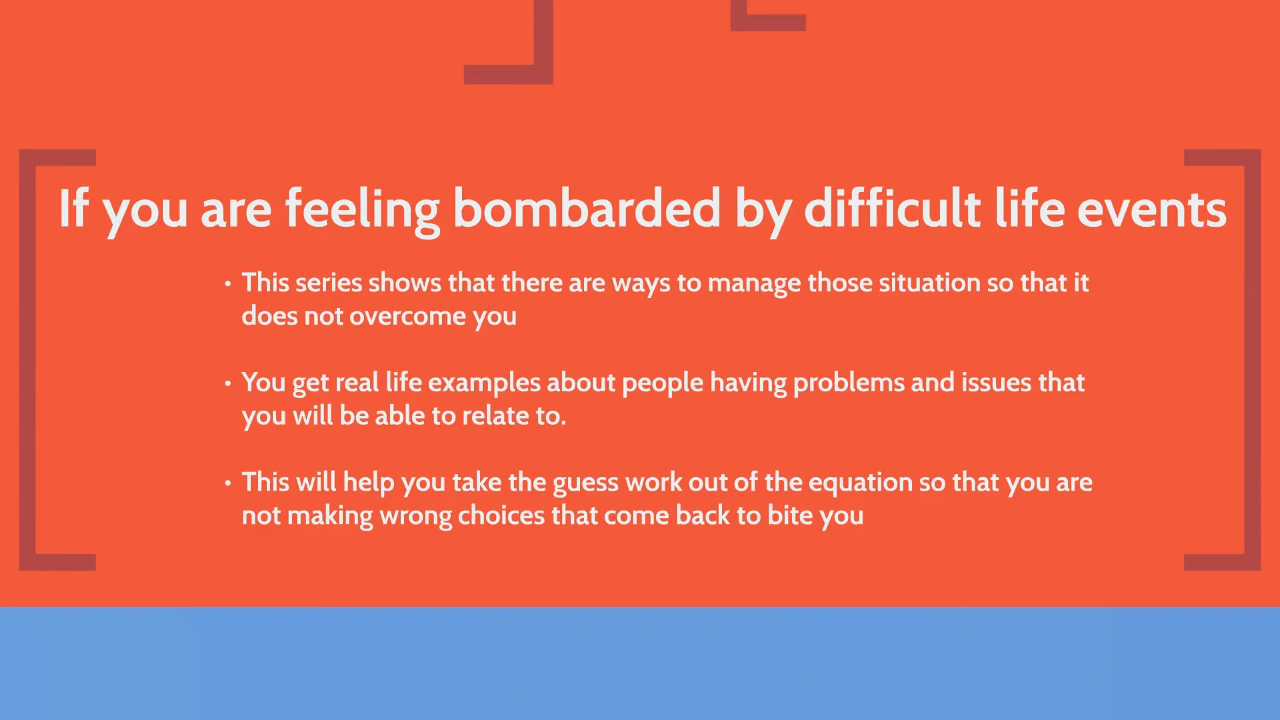 If you are feeling bombarded by difficult life events
• This series shows that there are ways to manage those situation so that it
does not overcome you
• You get real life examples about people having problems and issues that
you will be able to relate to.
• This will help you take the guess work out of the equation so that you are
not making wrong choices that come back to bite you